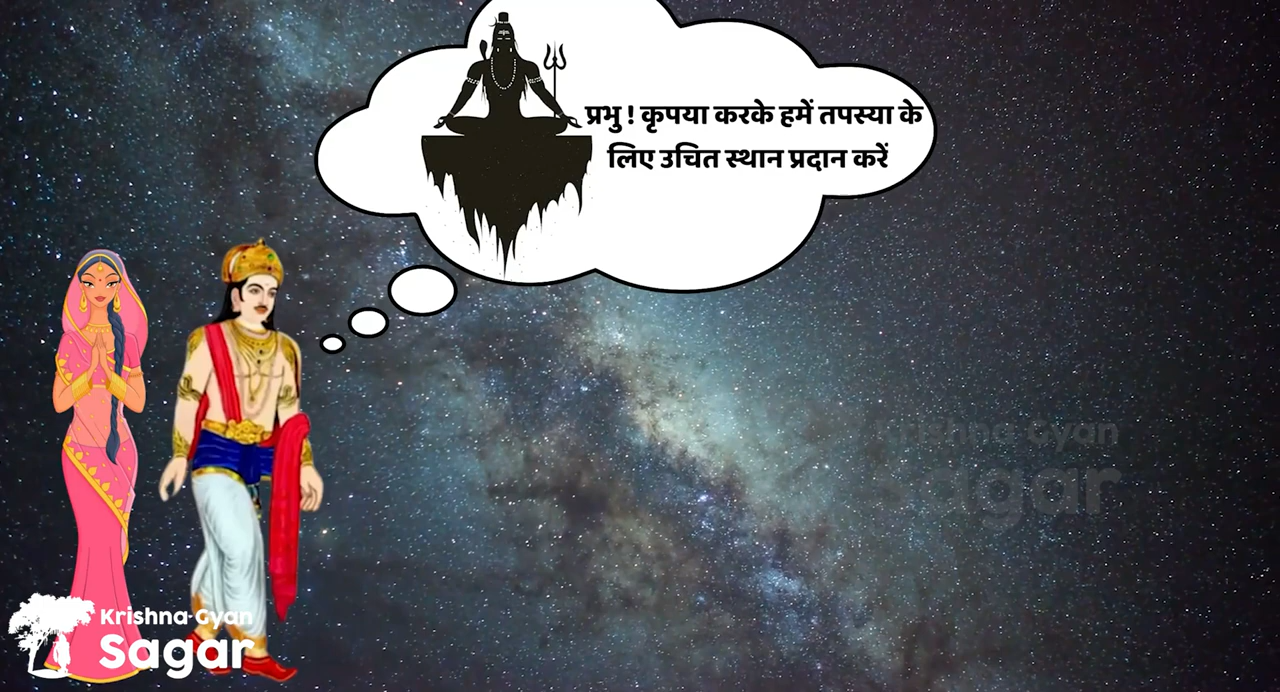 प्रभु ! कृपया करके हमें तपस्या के
लिए उचित स्थान प्रदान करें
Krishna Gyan
Sagar
Krishna-Gyan
Sagar